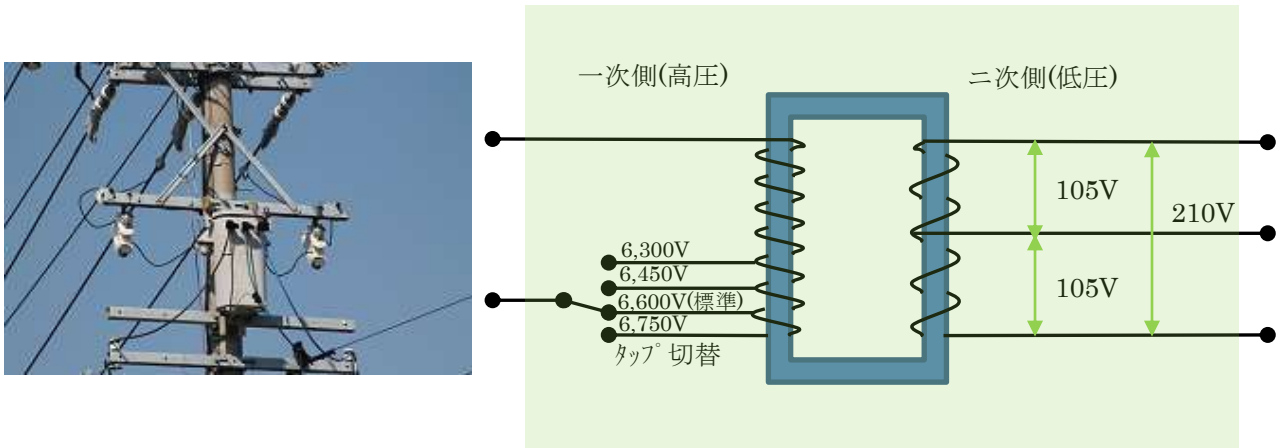 一次側(高圧)
二次側(低圧)
105V
210V
6,300V
6,450V
6,600V(標準)
6,750V
105V
ﾀｯﾌﾟ切替